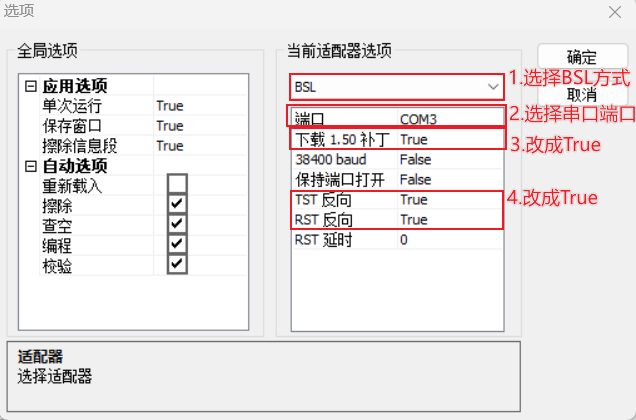 选项
全局选项
应用选项
单次运行 True
保存窗口 True
擦除信息段 True
自动选项
重新载入
擦除
查空
编程
校验
当前适配器选项
BSL
端口 COM3
下载 1.50 补丁 True
38400 baud False
保持端口打开 False
TST 反向 True
RST 反向 True
RST 延时 0
确定
取消
1.选择BSL方式
2.选择串口端口
3.改成True
4.改成True
适配器
选择适配器